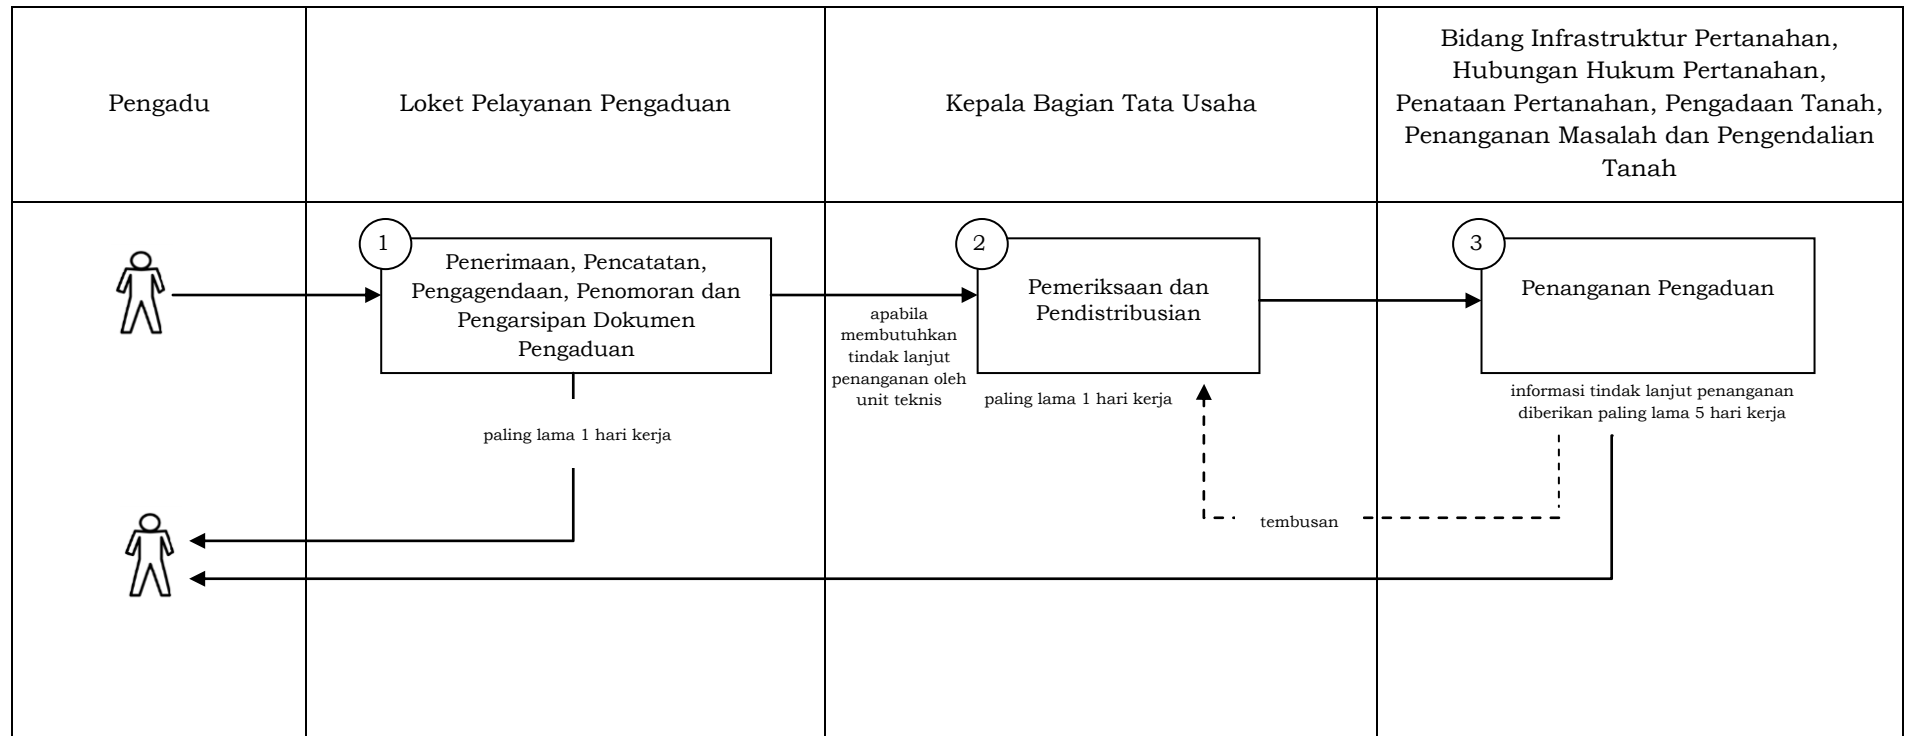 Pengadu
Loket Pelayanan Pengaduan
Kepala Bagian Tata Usaha
Bidang Infrastruktur Pertanahan,
Hubungan Hukum Pertanahan,
Penataan Pertanahan, Pengadaan Tanah,
Penanganan Masalah dan Pengendalian
Tanah
1
Penerimaan, Pencatatan,
Pengagendaan, Penomoran dan
Pengarsipan Dokumen
Pengaduan
paling lama 1 hari kerja
apabila
membutuhkan
tindak lanjut
penanganan oleh
unit teknis
2
Pemeriksaan dan
Pendistribusian
paling lama 1 hari kerja
3
Penanganan Pengaduan
informasi tindak lanjut penanganan
diberikan paling lama 5 hari kerja
tembusan